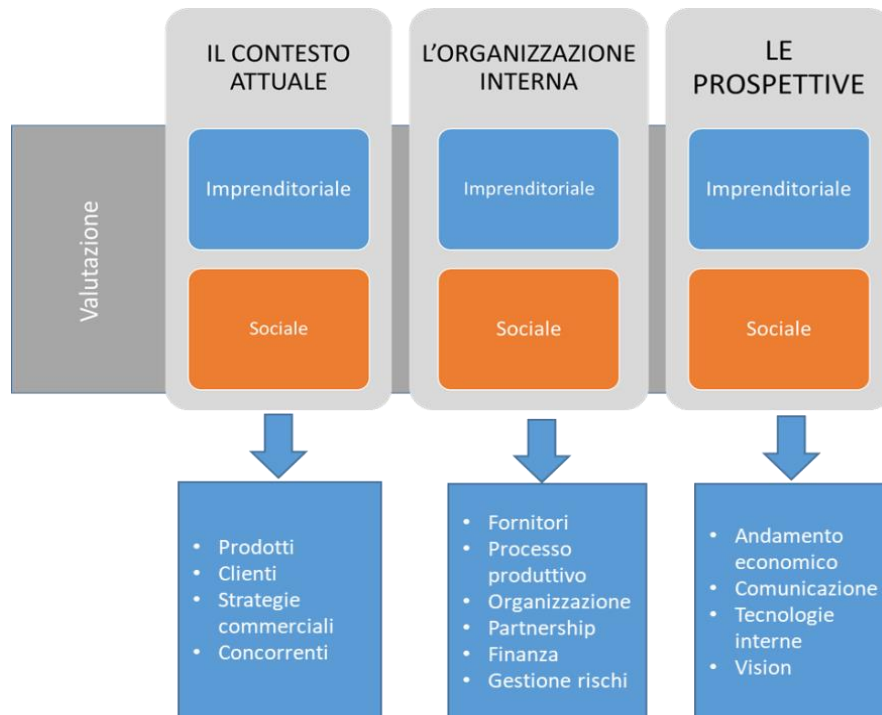 IL CONTESTO
ATTUALE
Imprenditoriale
Sociale
L'ORGANIZZAZIONE
INTERNA
Imprenditoriale
Sociale
LE
PROSPETTIVE
Imprenditoriale
Sociale
Valutazione
• Prodotti
• Clienti
• Strategie
commerciali
• Concorrenti
• Fornitori
• Processo
produttivo
• Organizzazione
• Partnership
• Finanza
• Gestione rischi
• Andamento
economico
• Comunicazione
• Tecnologie
interne
• Vision